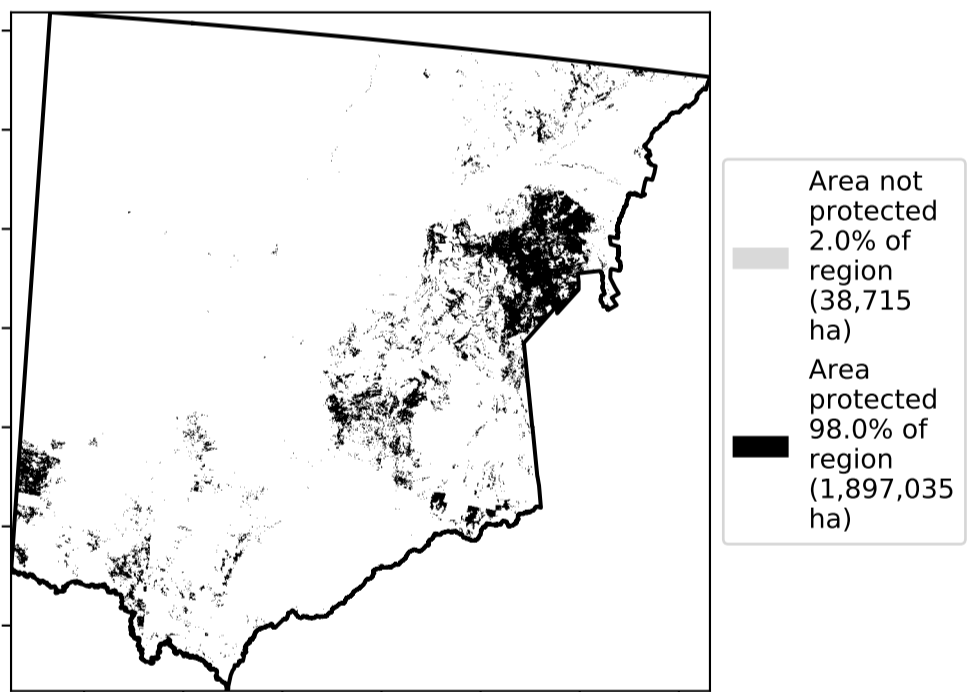 Area not
protected
2.0% of
region
(38,715
ha)
Area
protected
98.0% of
region
(1,897,035
ha)